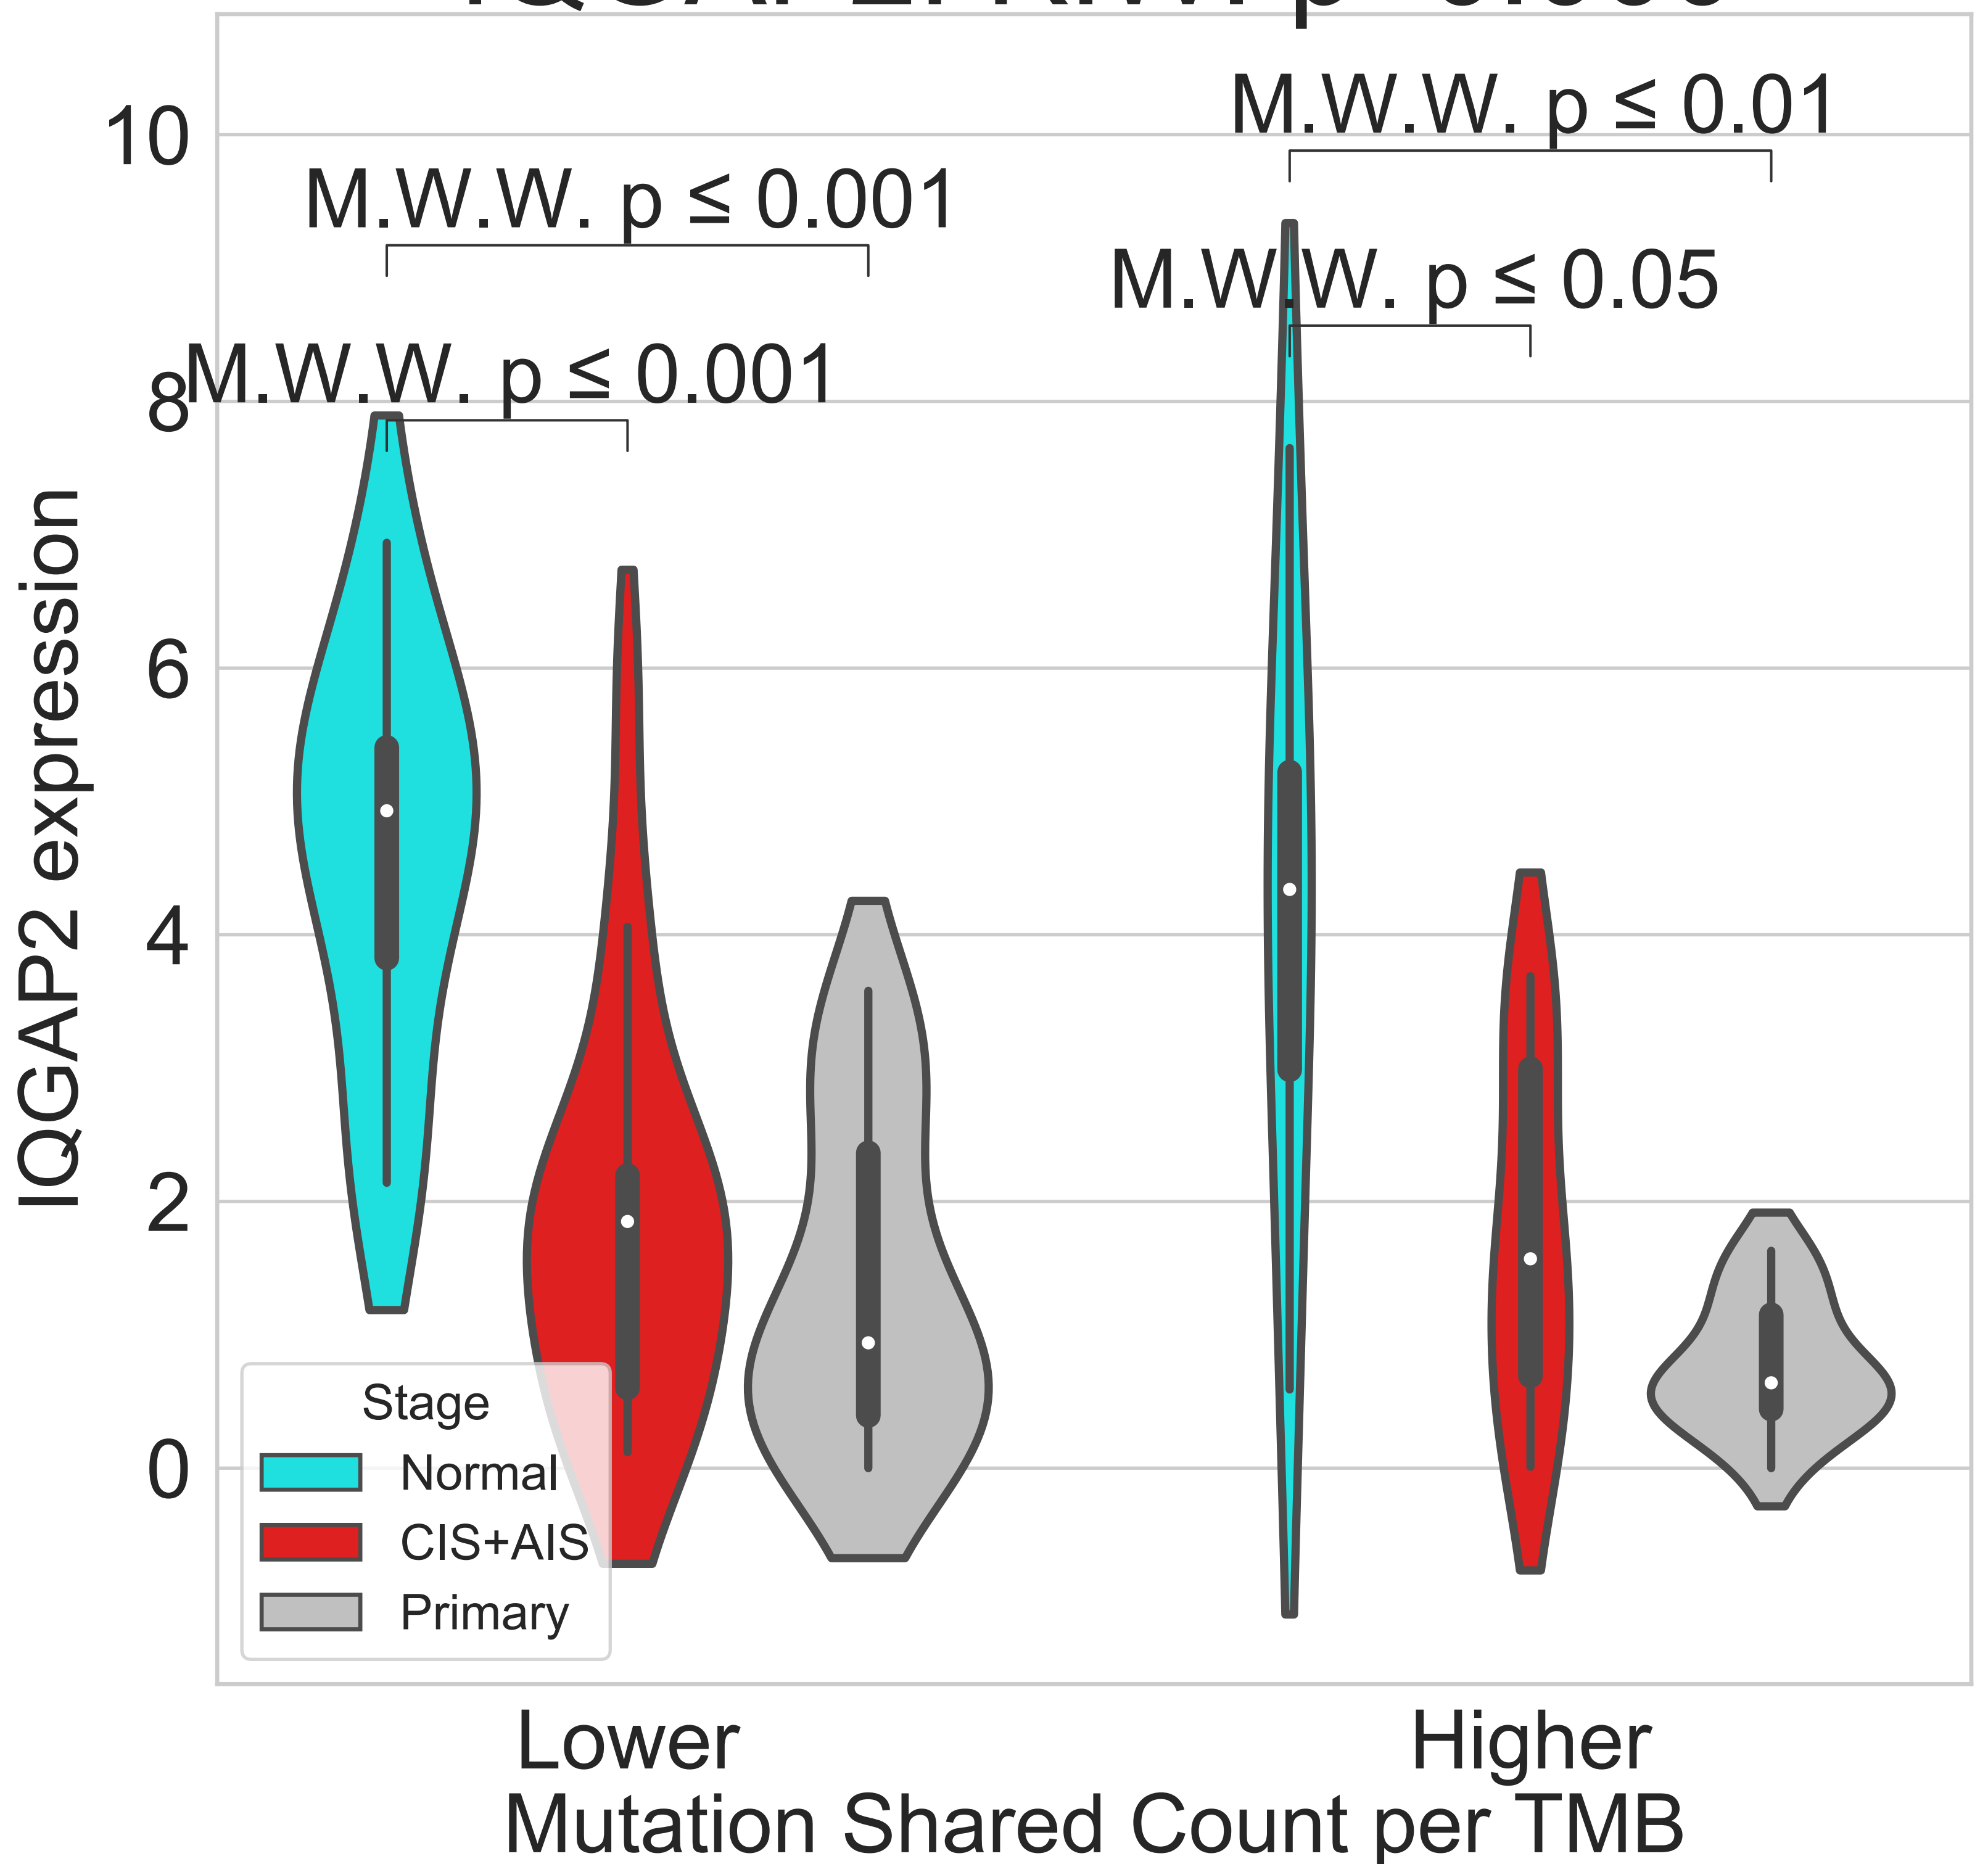 10
8
6
4
2
0
IQGAP2 expression
M.W.W. p ≤ 0.001
M.W.W. p ≤ 0.001
M.W.W. p ≤ 0.01
M.W.W. p ≤ 0.05
Stage
Normal
CIS+AIS
Primary
Lower
Higher
Mutation Shared Count per TMB